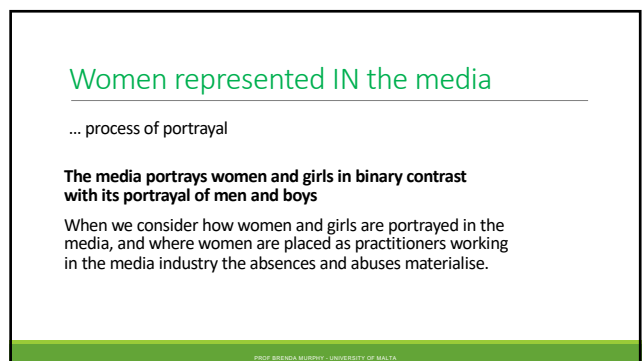 Women represented IN the media
… process of portrayal
The media portrays women and girls in binary contrast
with its portrayal of men and boys
When we consider how women and girls are portrayed in the
media, and where women are placed as practitioners working
in the media industry the absences and abuses materialise.
PROF BRENDA MURPHY - UNIVERSITY OF MALTA